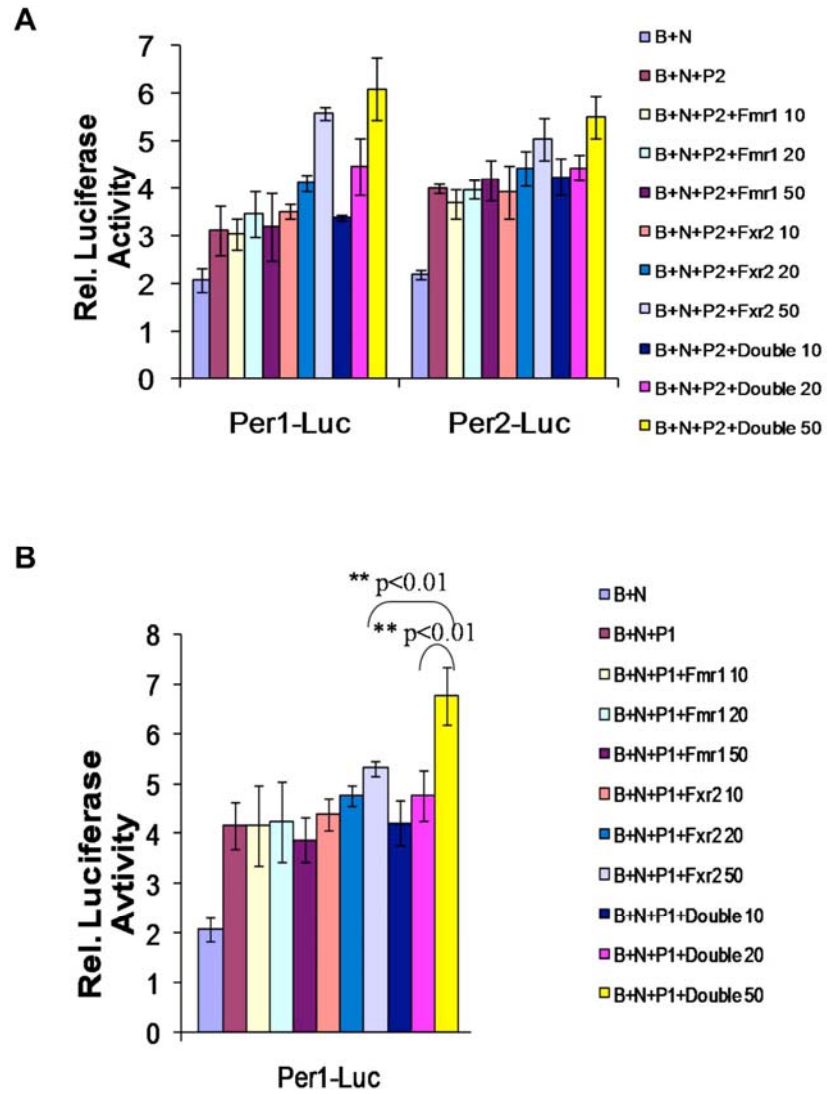 A
Rel. Luciferase
Activity
7
6
5
4
3
2
1
0
Per1-Luc
Per2-Luc
B+N
B+N+P2
B+N+P2+Fmr1 10
B+N+P2+Fmr1 20
B+N+P2+Fmr1 50
B+N+P2+Fxr2 10
B+N+P2+Fxr2 20
B+N+P2+Fxr2 50
B+N+P2+Double 10
B+N+P2+Double 20
B+N+P2+Double 50
B
** p<0.01
** p<0.01
Rel. Luciferase
Avtivity
8
7
6
5
4
3
2
1
0
Per1-Luc
B+N
B+N+P1
B+N+P1+Fmr1 10
B+N+P1+Fmr1 20
B+N+P1+Fmr1 50
B+N+P1+Fxr2 10
B+N+P1+Fxr2 20
B+N+P1+Fxr2 50
B+N+P1+Double 10
B+N+P1+Double 20
B+N+P1+Double 50